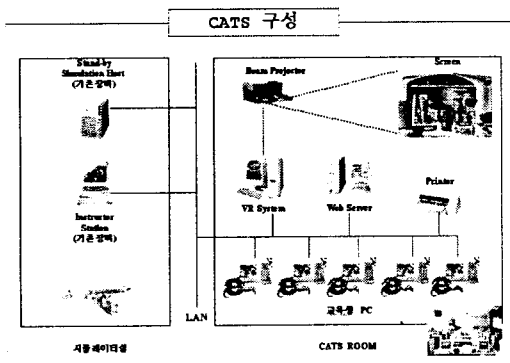 CATS 구성
Stand-by
Simulation Host
(기존장비)
Beam Projector
Screen
Instructor
Station
(기존장비)
VR System
Web Server
Printer
교육용 PC
LAN
시뮬레이터실
CATS ROOM